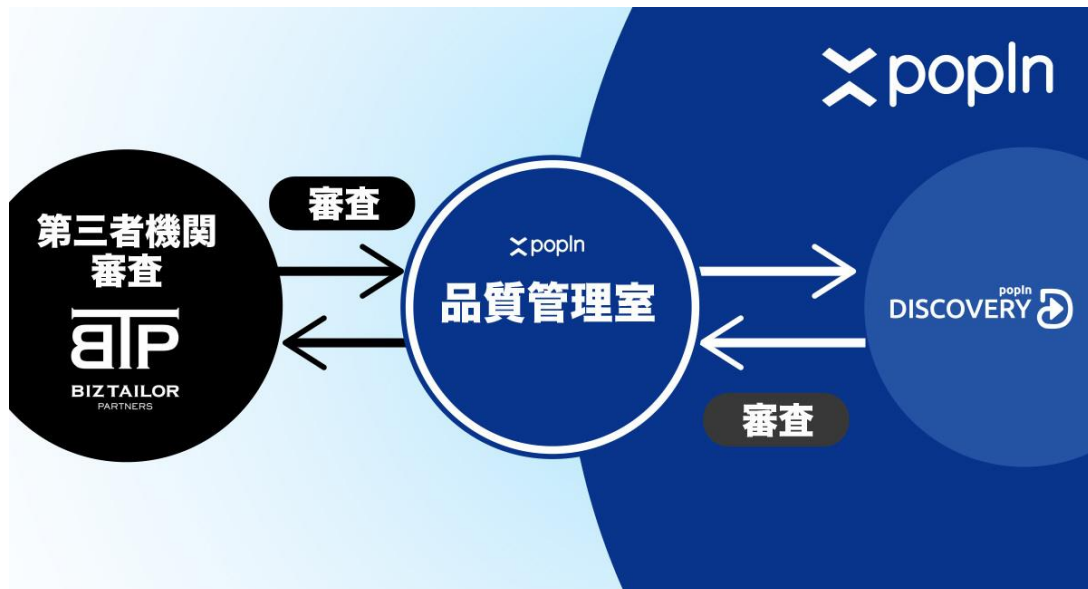 popIn
第三者機関
審査
BTP
BIZTAILOR
PARTNERS
審査
popIn
品質管理室
審査
popIn
DISCOVERY